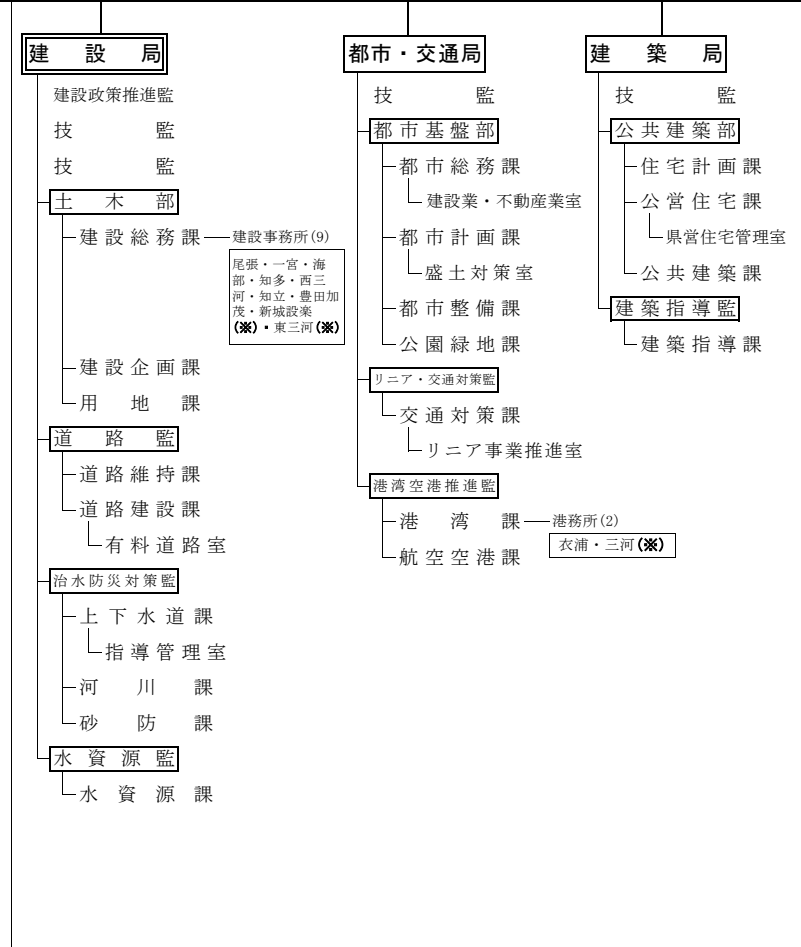 建設局
建設政策推進監
技監
技監
土木部
建設総務課
建設事務所(9)
尾張・一宮・海
部・知多・西三
河・知立・豊田加
茂・新城設楽
(※)・東三河(※)
建設企画課
用地課
道路監
道路維持課
道路建設課
有料道路室
治水防災対策監
上下水道課
指導管理室
河川課
砂防課
水資源監
水資源課
都市・交通局
技監
都市基盤部
都市総務課
建設業・不動産業室
都市計画課
盛土対策室
都市整備課
公園緑地課
リニア・交通対策監
交通対策課
リニア事業推進室
港湾空港推進監
港湾課
港務所(2)
衣浦・三河(※)
航空空港課
建築局
技監
公共建築部
住宅計画課
公営住宅課
県営住宅管理室
公共建築課
建築指導監
建築指導課